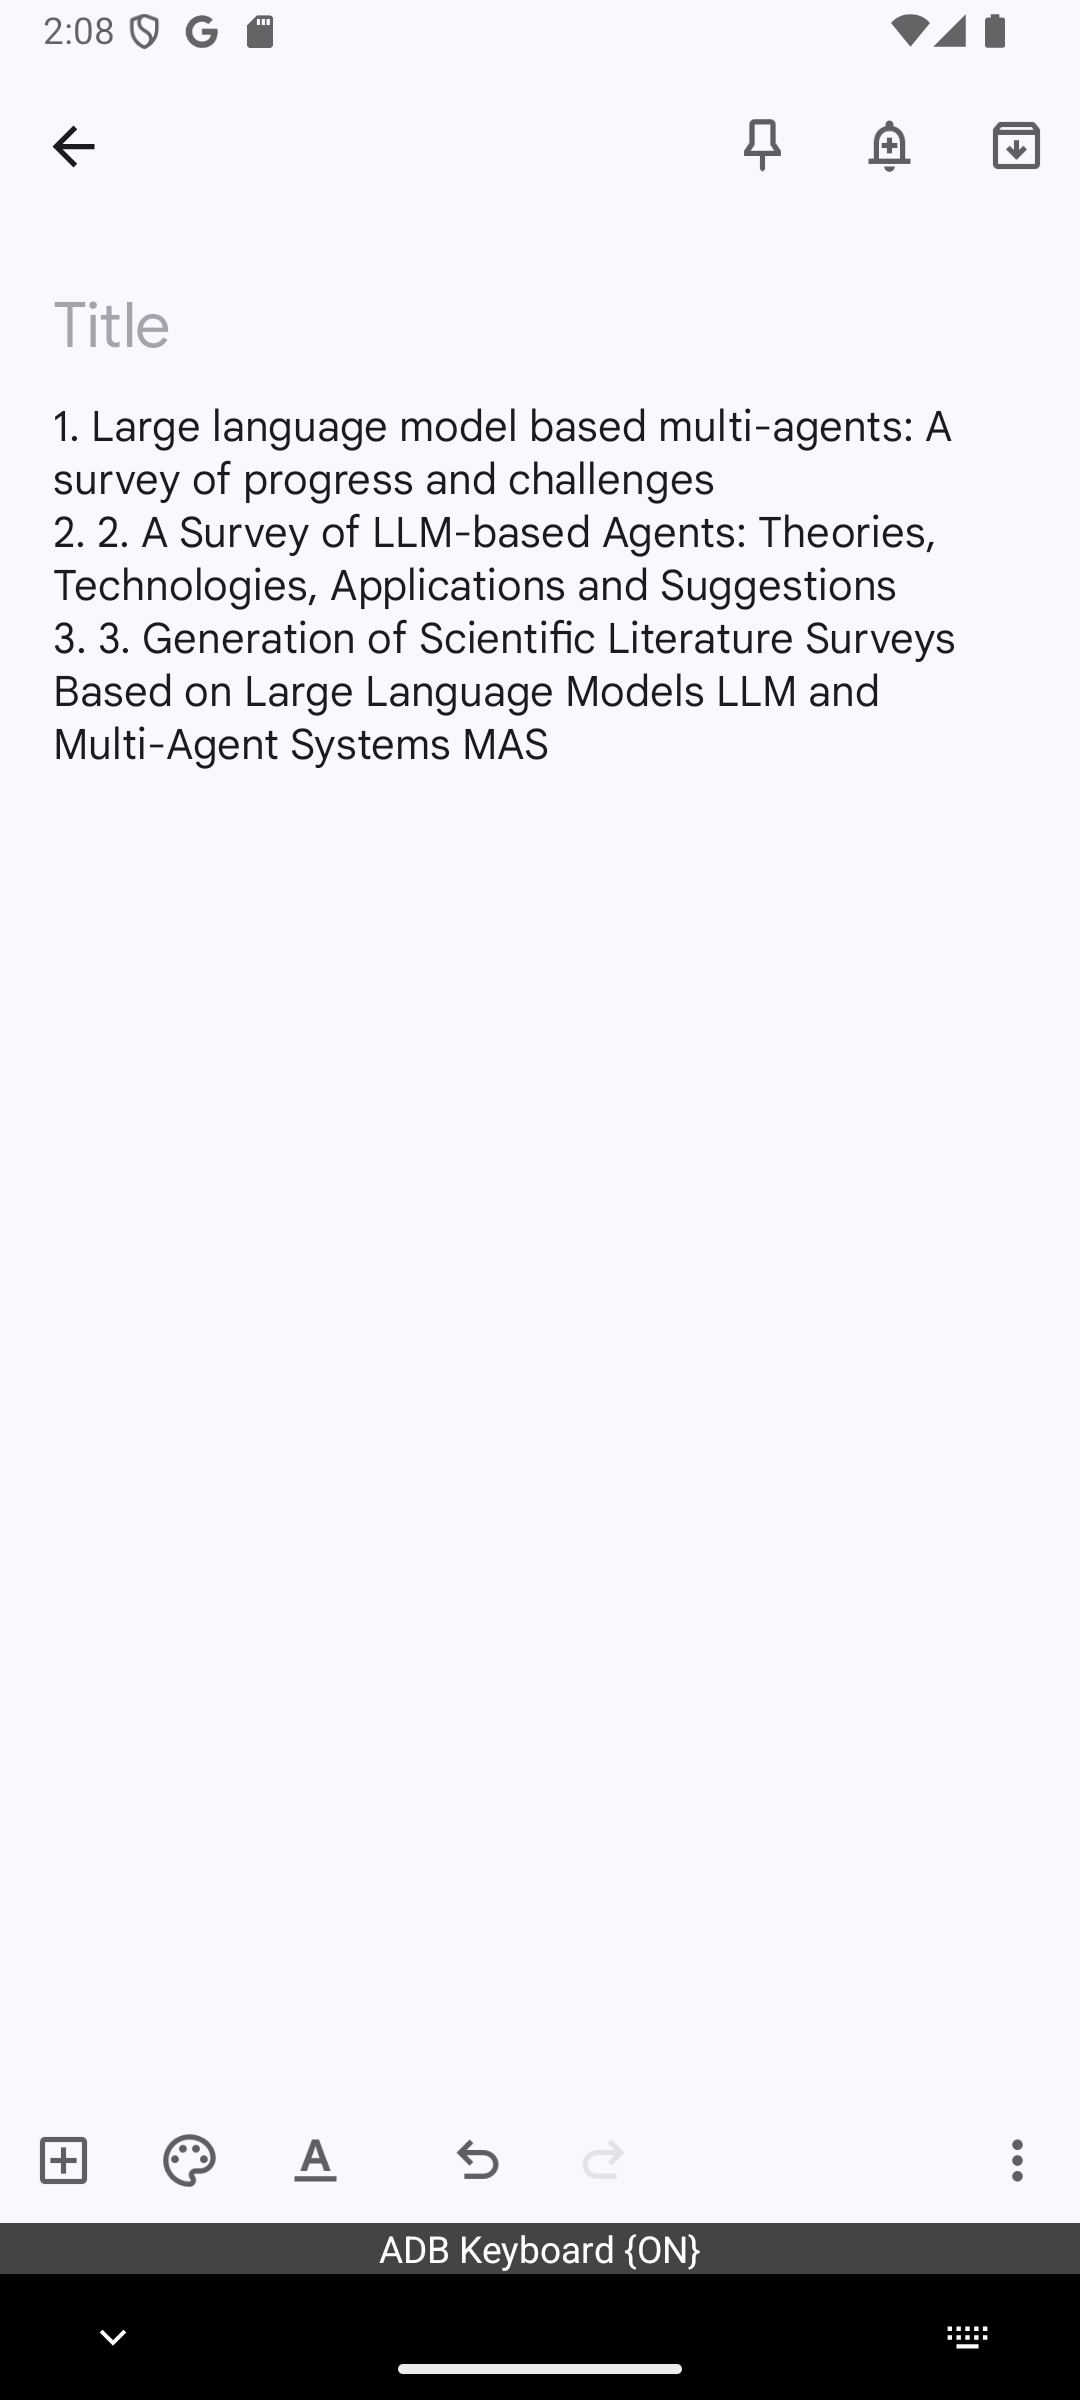 2:08
Title
1. Large language model based multi-agents: A
survey of progress and challenges
2. 2. A Survey of LLM-based Agents: Theories,
Technologies, Applications and Suggestions
3. 3. Generation of Scientific Literature Surveys
Based on Large Language Models LLM and
Multi-Agent Systems MAS
ADB Keyboard {ON}